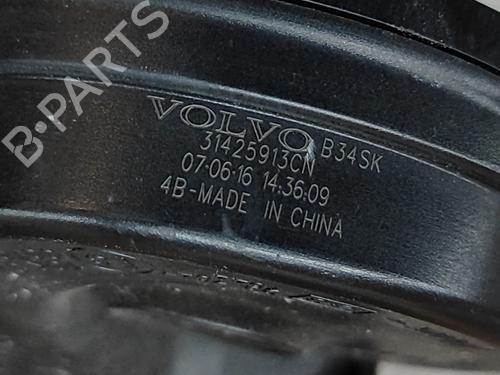 B·PARTS
VOLVO B34SK
31425913CN
07·06·16 14:36:09
4B-MADE IN CHINA